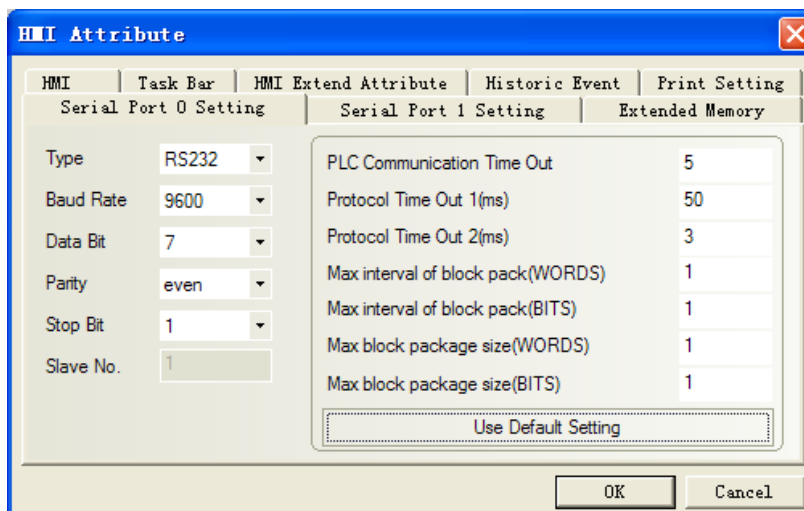 HMI Attribute
HMI Task Bar HMI Extend Attribute Historic Event Print Setting
Serial Port 0 Setting Serial Port 1 Setting Extended Memory
Type RS232 PLC Communication Time Out 5
Baud Rate 9600 Protocol Time Out 1(ms) 50
Data Bit 7 Protocol Time Out 2(ms) 3
Parity even Max interval of block pack(WORDS) 1
Stop Bit 1 Max interval of block pack(BITS) 1
Slave No. 1 Max block package size(WORDS) 1
Max block package size(BITS) 1
Use Default Setting
OK Cancel